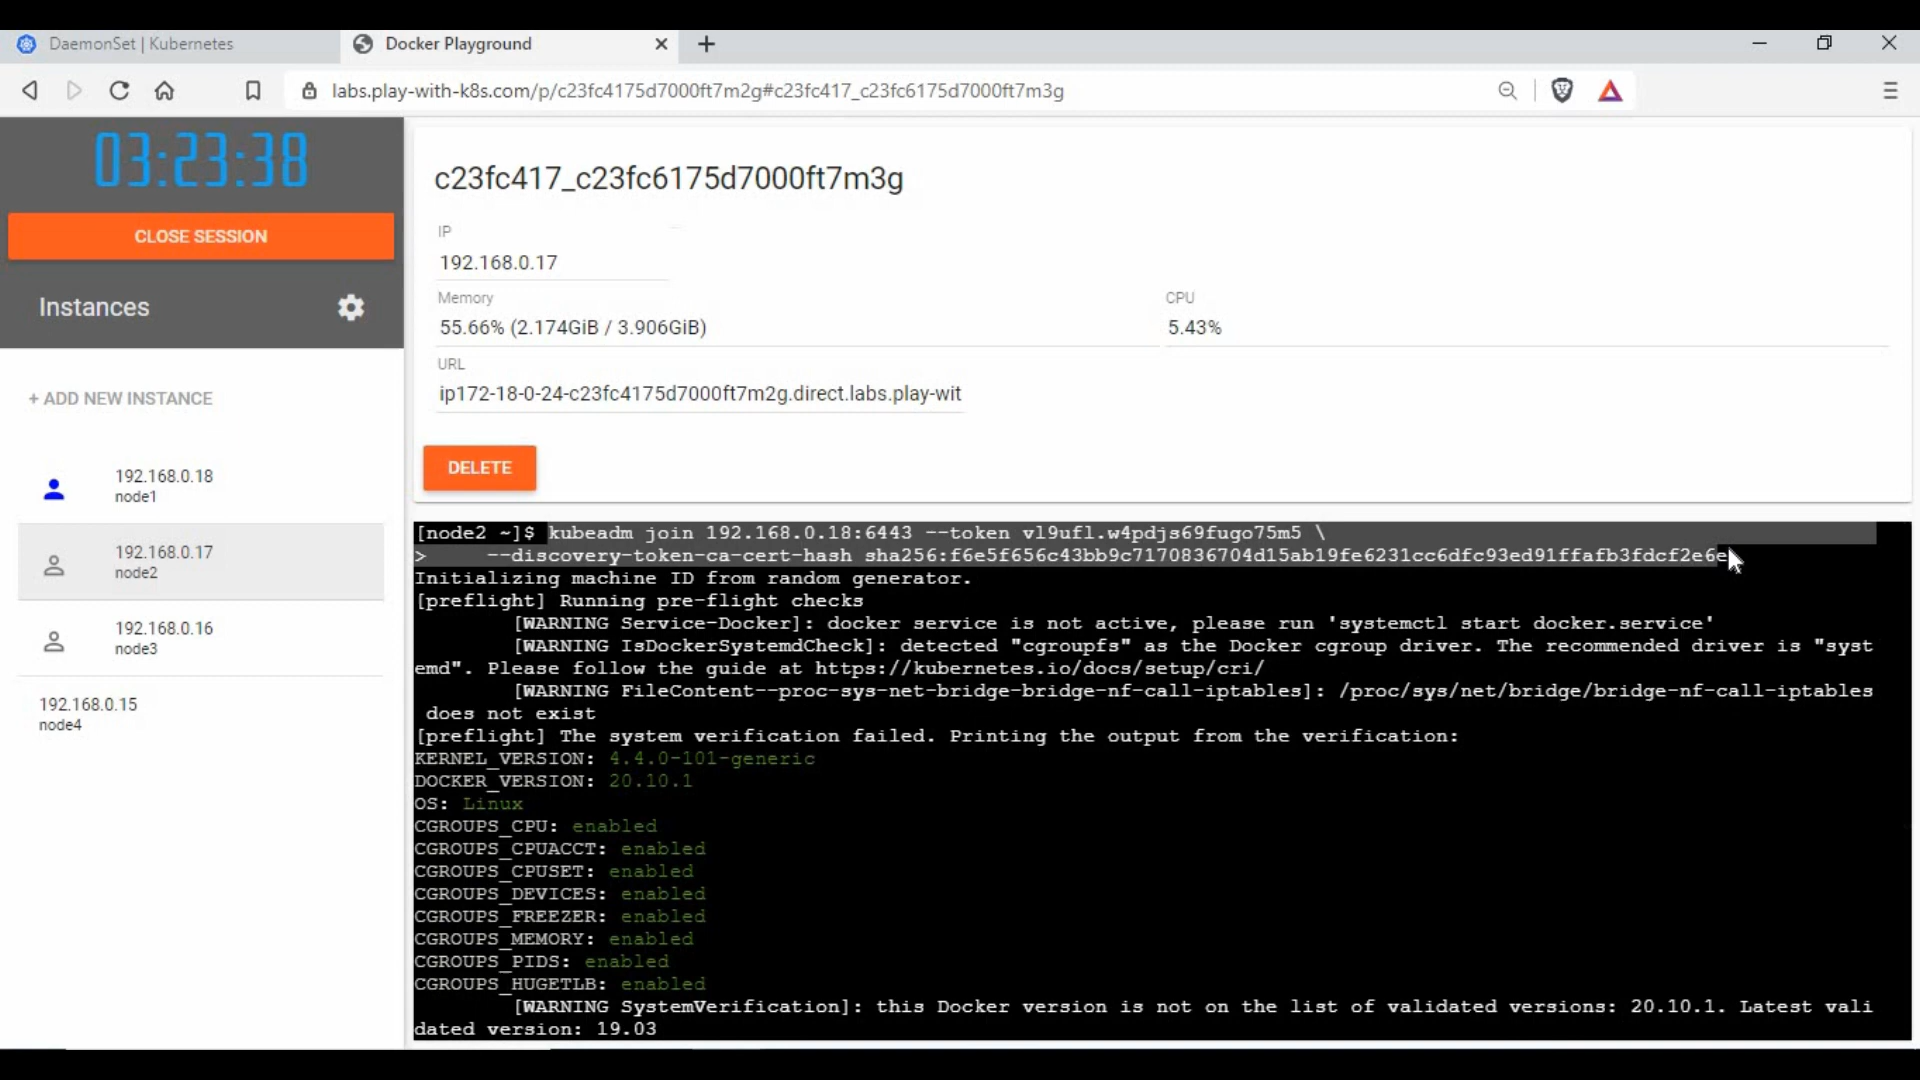 DaemonSet | Kubernetes
Docker Playground
labs.play-with-k8s.com/p/c23fc4175d7000ft7m2g#c23fc417_c23fc6175d7000ft7m3g
03:23:38
CLOSE SESSION
Instances
+ ADD NEW INSTANCE
192.168.0.18
node1
192.168.0.17
node2
192.168.0.16
node3
192.168.0.15
node4
c23fc417_c23fc6175d7000ft7m3g
IP
192.168.0.17
Memory
55.66% (2.174GiB / 3.906GiB)
CPU
5.43%
URL
ip172-18-0-24-c23fc4175d7000ft7m2g.direct.labs.play-wit
DELETE
[node2 ~]$ kubeadm join 192.168.0.18:6443 --token vl9ufl.w4pdjs69fugo75m5 \
>     --discovery-token-ca-cert-hash sha256:f6e5f656c43bb9c7170836704d15ab19fe6231cc6dfc93ed91ffafb3fdcf2e6e
Initializing machine ID from random generator.
[preflight] Running pre-flight checks
[WARNING Service-Docker]: docker service is not active, please run 'systemctl start docker.service'
[WARNING IsDockerSystemdCheck]: detected "cgroupfs" as the Docker cgroup driver. The recommended driver is "syst
emd". Please follow the guide at https://kubernetes.io/docs/setup/cri/
[WARNING FileContent--proc-sys-net-bridge-bridge-nf-call-iptables]: /proc/sys/net/bridge/bridge-nf-call-iptables
does not exist
[preflight] The system verification failed. Printing the output from the verification:
KERNEL_VERSION: 4.4.0-101-generic
DOCKER_VERSION: 20.10.1
OS: Linux
CGROUPS_CPU: enabled
CGROUPS_CPUACCT: enabled
CGROUPS_CPUSET: enabled
CGROUPS_DEVICES: enabled
CGROUPS_FREEZER: enabled
CGROUPS_MEMORY: enabled
CGROUPS_PIDS: enabled
CGROUPS_HUGETLB: enabled
[WARNING SystemVerification]: this Docker version is not on the list of validated versions: 20.10.1. Latest vali
dated version: 19.03